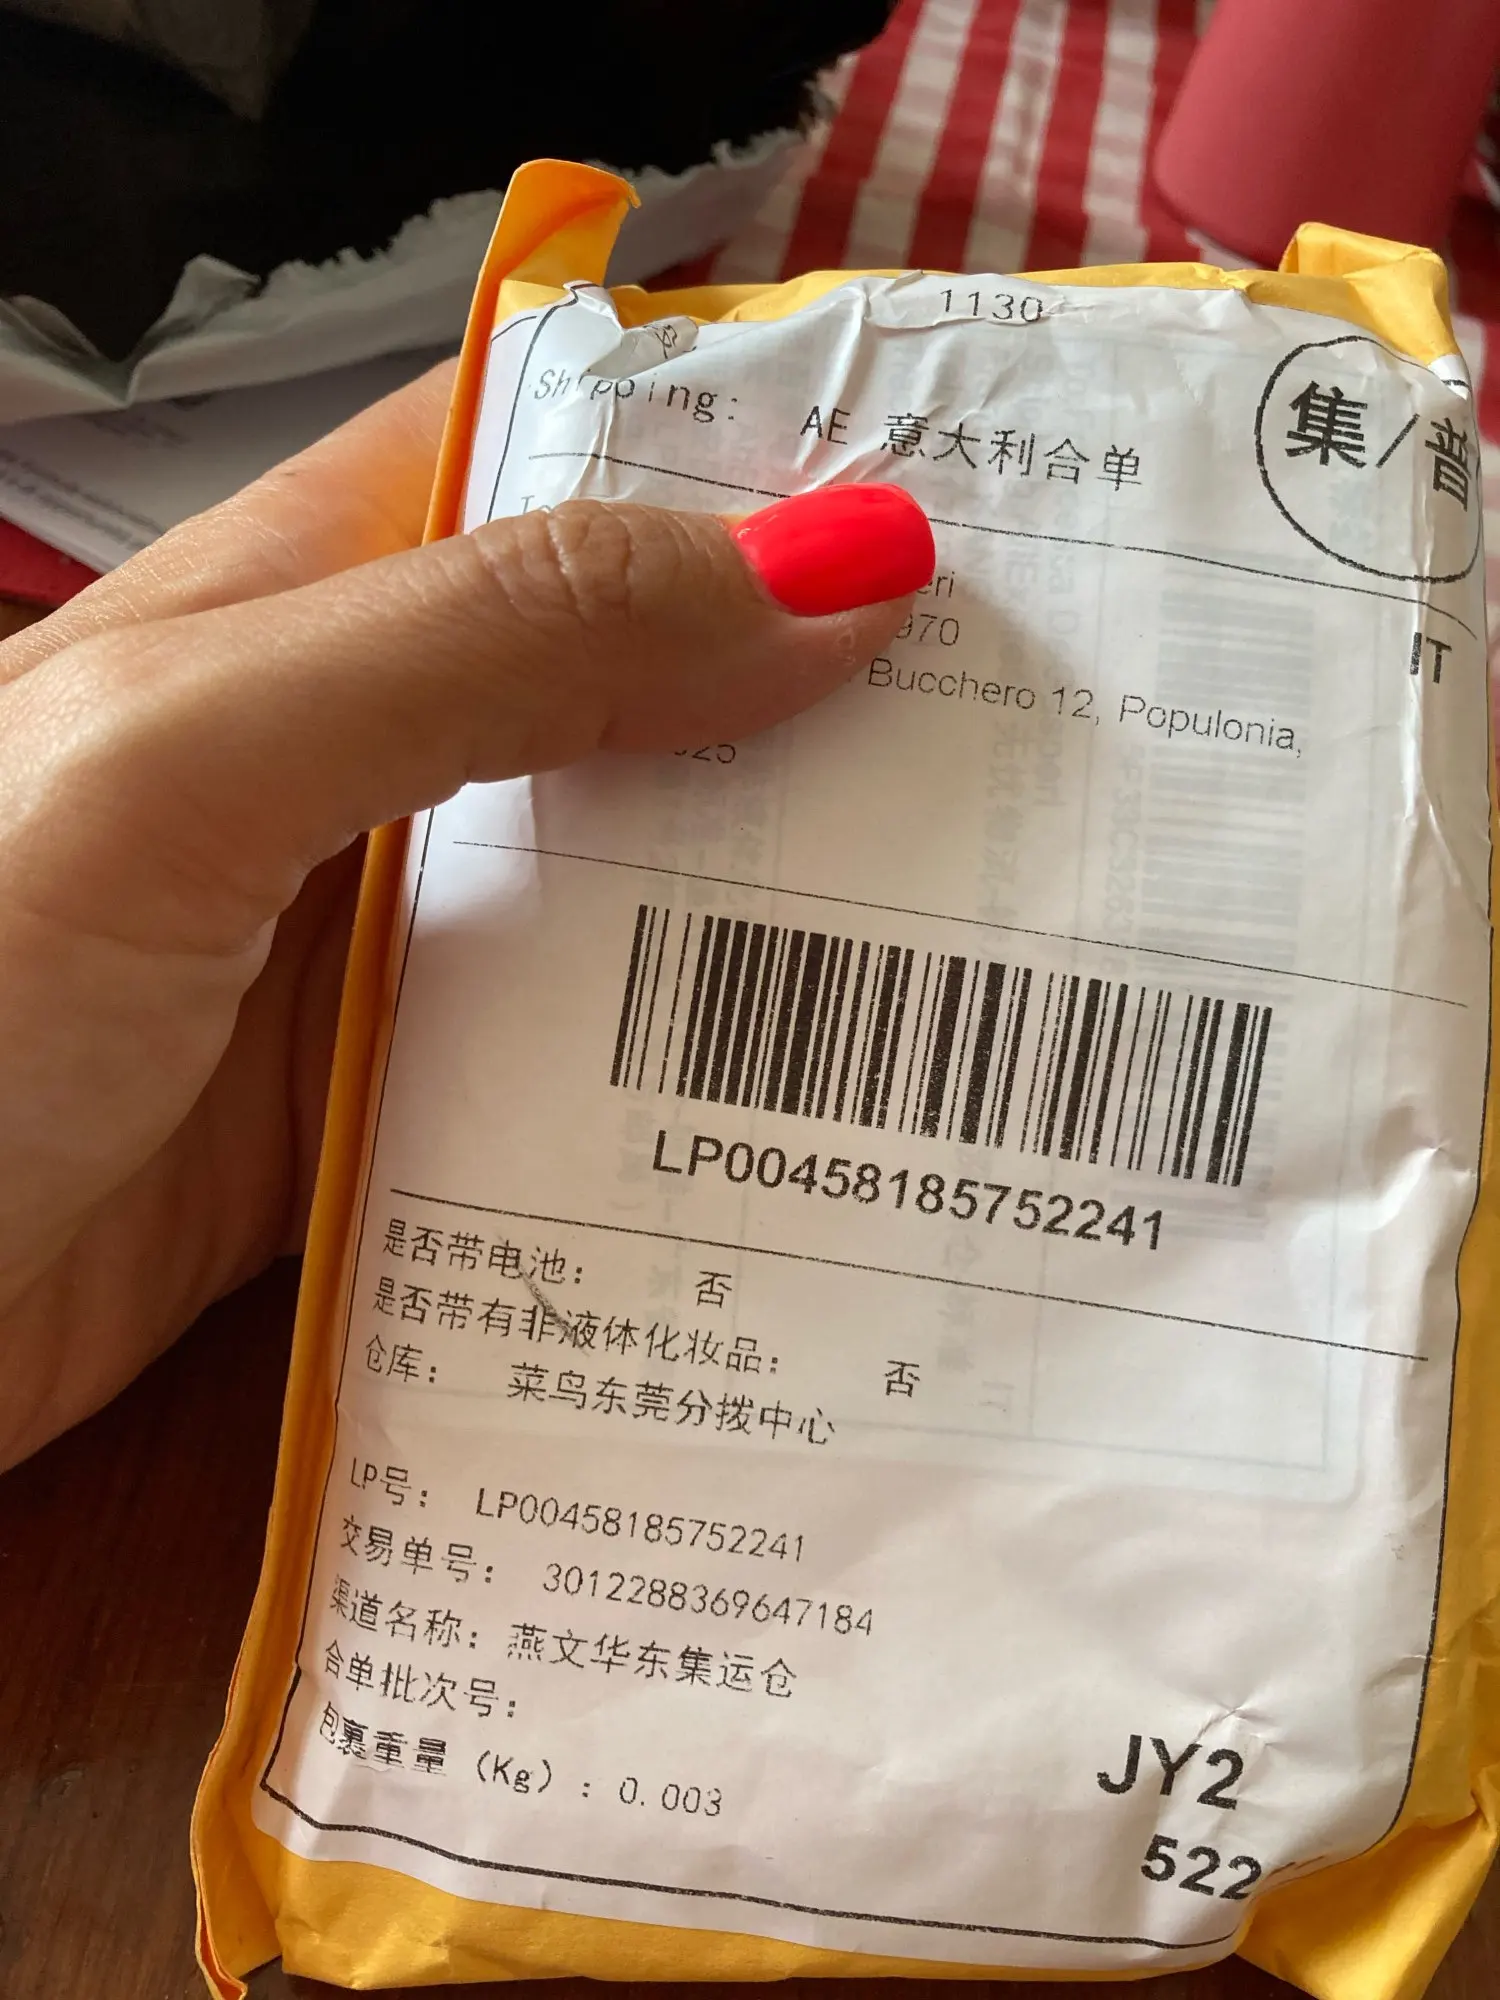 1130
Shipping: AE 意大利合单
集/普
eri
970
IT
Bucchero 12, Populonia,
025
LP00458185752241
是否带电池: 否
是否带有非液体化妆品: 否
仓库: 菜鸟东莞分拨中心
LP号: LP00458185752241
交易单号: 3012288369647184
渠道名称: 燕文华东集运仓
合单批次号:
包裹重量 (Kg) : 0.003
JY2
522